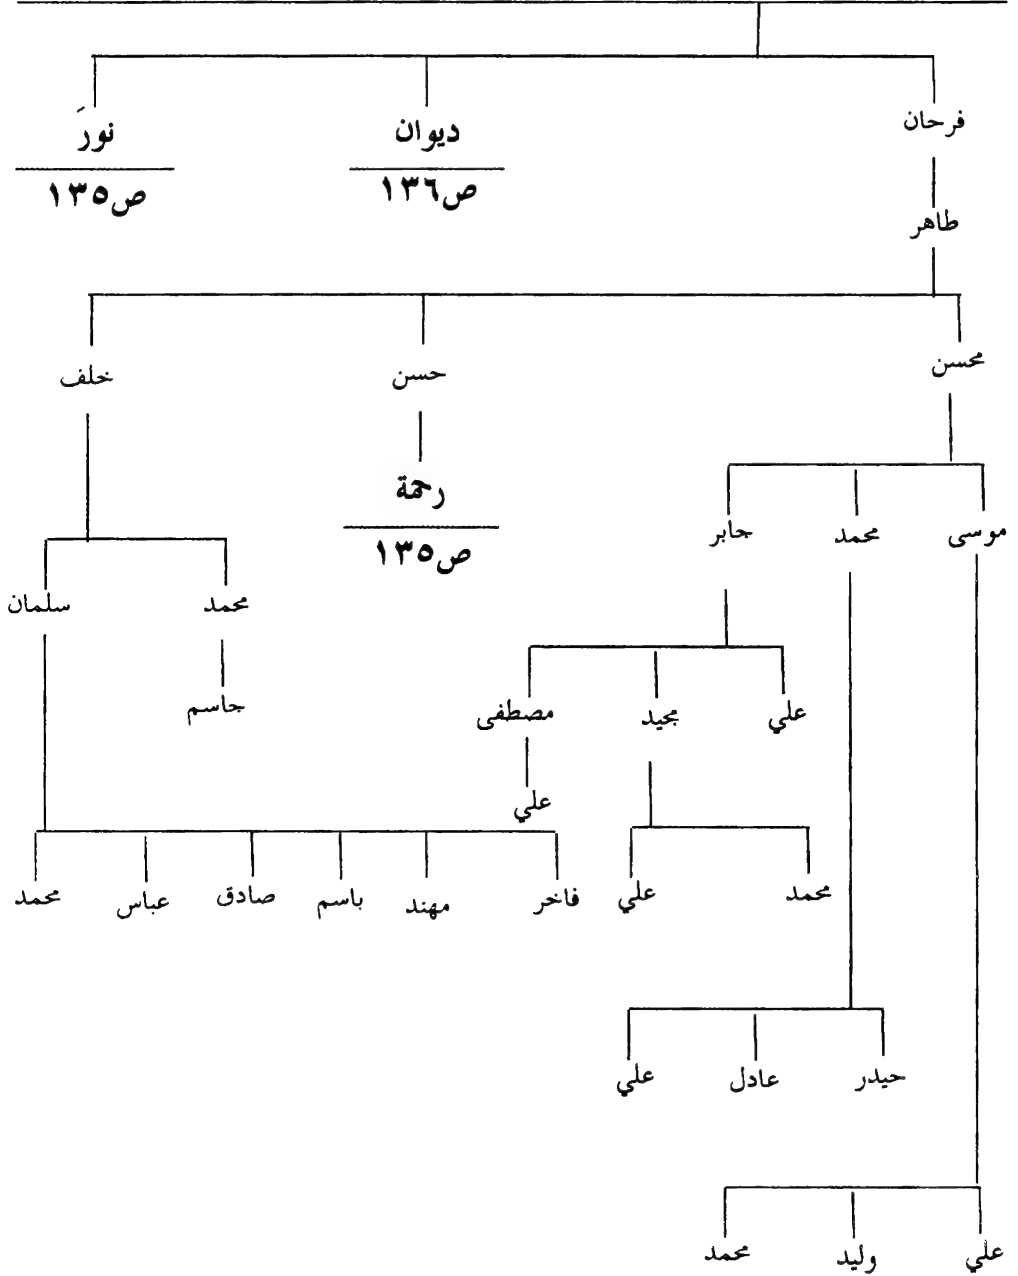 فرحان ديوان نور
ص١٣٦ ص١٣٥
طاهر
محسن حسن خلف
رحمة
ص١٣٥
موسى محمد جابر
محمد سلمان
علي مجيد مصطفى جاسم
علي
محمد علي فاخر مهند باسم صادق عباس محمد
حيدر عادل علي
علي وليد محمد